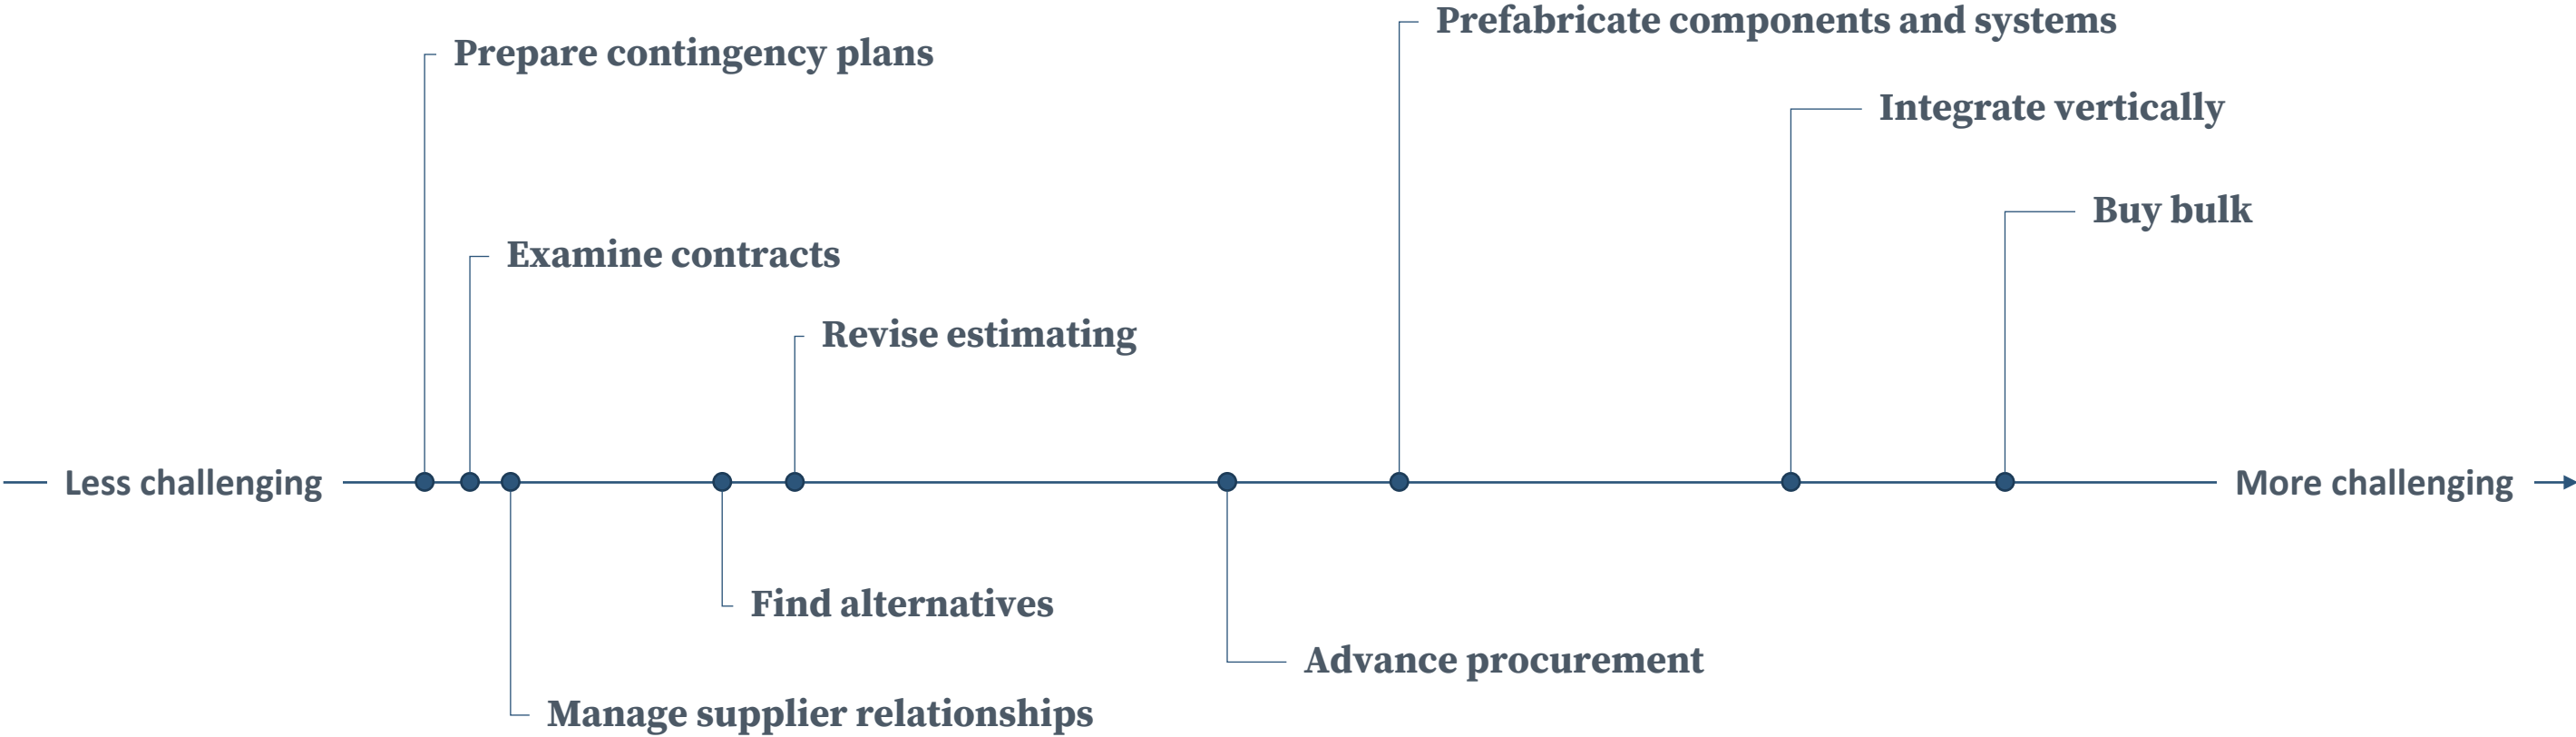 Prefabricate components and systems
Prepare contingency plans
Integrate vertically
Buy bulk
Examine contracts
Revise estimating
Less challenging
More challenging
Find alternatives
Advance procurement
Manage supplier relationships